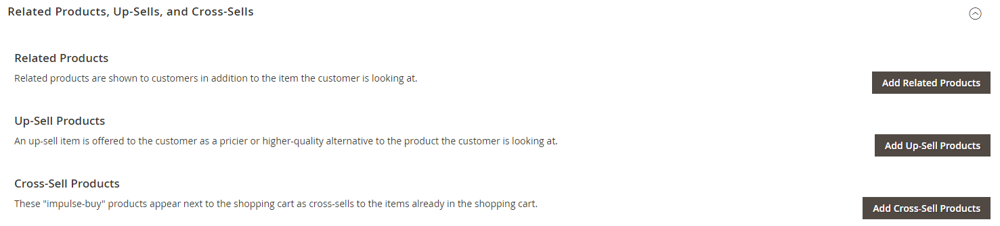 Related Products, Up-Sells, and Cross-Sells
Related Products
Related products are shown to customers in addition to the item the customer is looking at.
Add Related Products
Up-Sell Products
An up-sell item is offered to the customer as a pricier or higher-quality alternative to the product the customer is looking at.
Add Up-Sell Products
Cross-Sell Products
These "impulse-buy" products appear next to the shopping cart as cross-sells to the items already in the shopping cart.
Add Cross-Sell Products